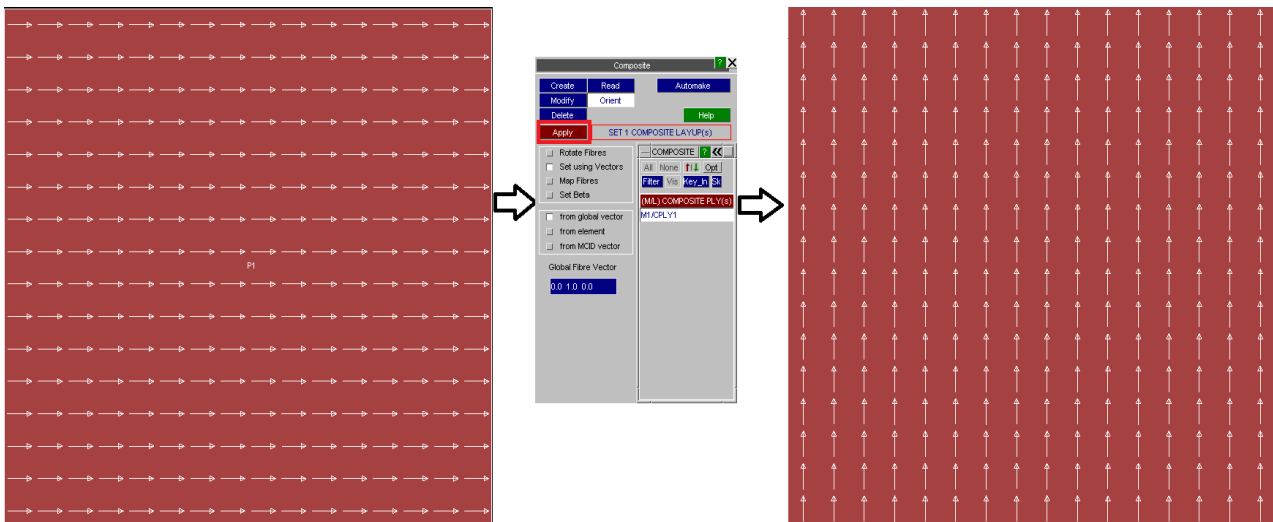 P1
Composite ? X
Create Read Automake
Modify Orient
Delete Help
Apply SET 1 COMPOSITE LAYUP(s)
Rotate Fibres
Set using Vectors
Map Fibres
Set Beta
from global vector
from element
from MCID vector
Global Fibre Vector
0.0 1.0 0.0
COMPOSITE ?
All None Opt
Filter Vis Key_In Sk
(M/L) COMPOSITE PLY(s)
M1/CPLY1